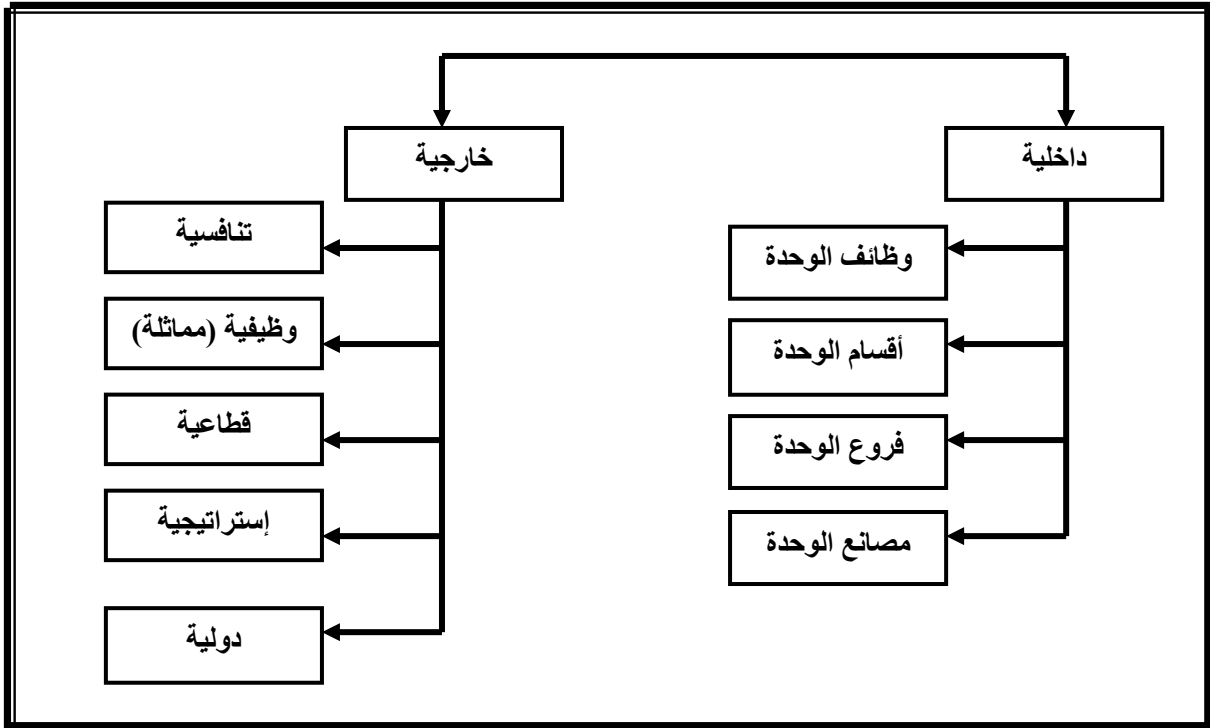 داخلية
خارجية
وظائف الوحدة
أقسام الوحدة
فروع الوحدة
مصانع الوحدة
تنافسية
وظيفية (مماثلة)
قطاعية
إستراتيجية
دولية